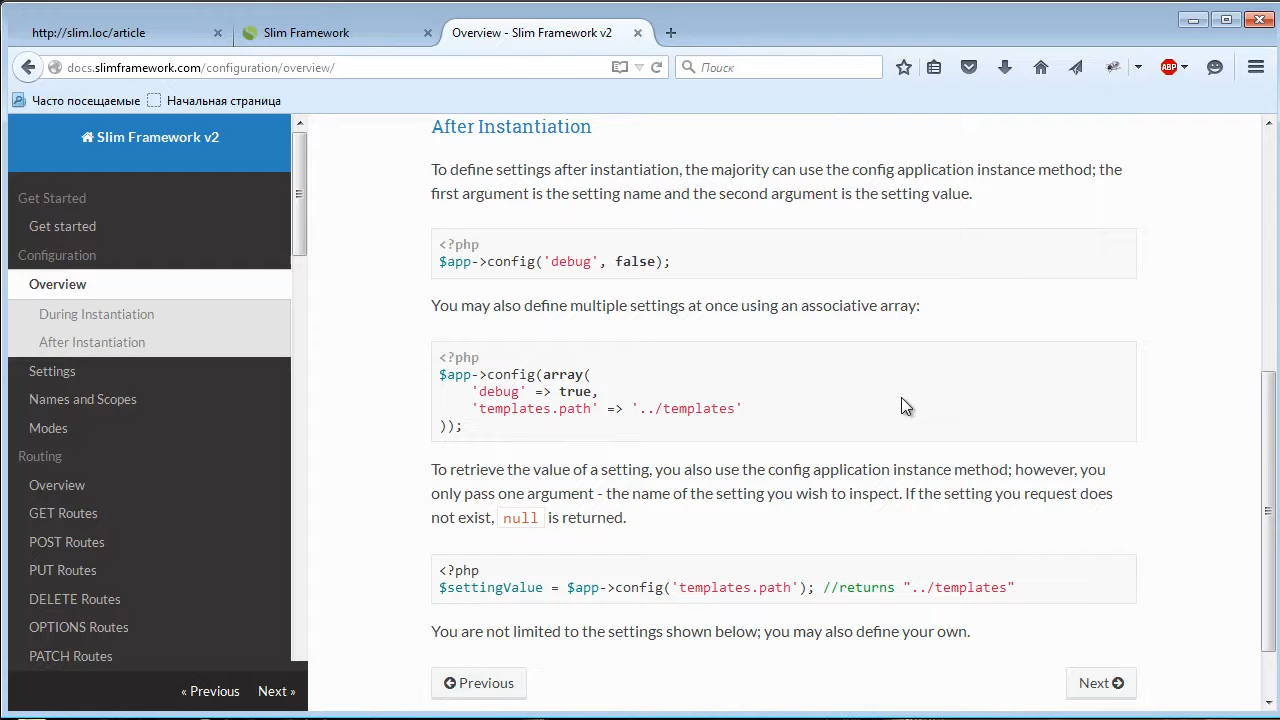 http://slim.loc/article
Slim Framework
Overview - Slim Framework v2
docs.slimframework.com/configuration/overview/
Поиск
ABP
Часто посещаемые
Начальная страница
Slim Framework v2
Get Started
Get started
Configuration
Overview
During Instantiation
After Instantiation
Settings
Names and Scopes
Modes
Routing
Overview
GET Routes
POST Routes
PUT Routes
DELETE Routes
OPTIONS Routes
PATCH Routes
« Previous
Next »
After Instantiation
To define settings after instantiation, the majority can use the config application instance method; the
first argument is the setting name and the second argument is the setting value.
<?php
$app->config('debug', false);
You may also define multiple settings at once using an associative array:
<?php
$app->config(array(
    'debug' => true,
    'templates.path' => '../templates'
));
To retrieve the value of a setting, you also use the config application instance method; however, you
only pass one argument - the name of the setting you wish to inspect. If the setting you request does
not exist, null is returned.
<?php
$settingValue = $app->config('templates.path'); //returns "../templates"
You are not limited to the settings shown below; you may also define your own.
Previous
Next